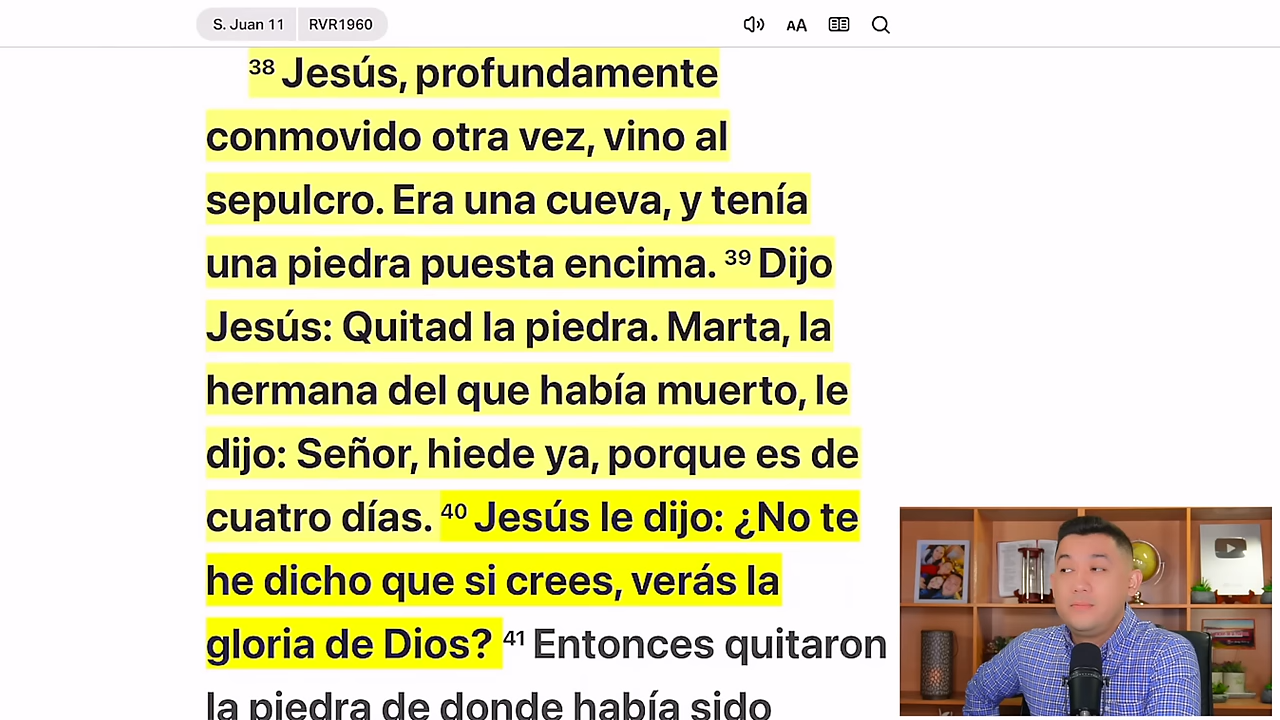 S. Juan 11 RVR1960
AA
38 Jesús, profundamente
conmovido otra vez, vino al
sepulcro. Era una cueva, y tenía
una piedra puesta encima. 39 Dijo
Jesús: Quitad la piedra. Marta, la
hermana del que había muerto, le
dijo: Señor, hiede ya, porque es de
cuatro días. 40 Jesús le dijo: ¿No te
he dicho que si crees, verás la
gloria de Dios? 41 Entonces quitaron
la piedra de donde había sido